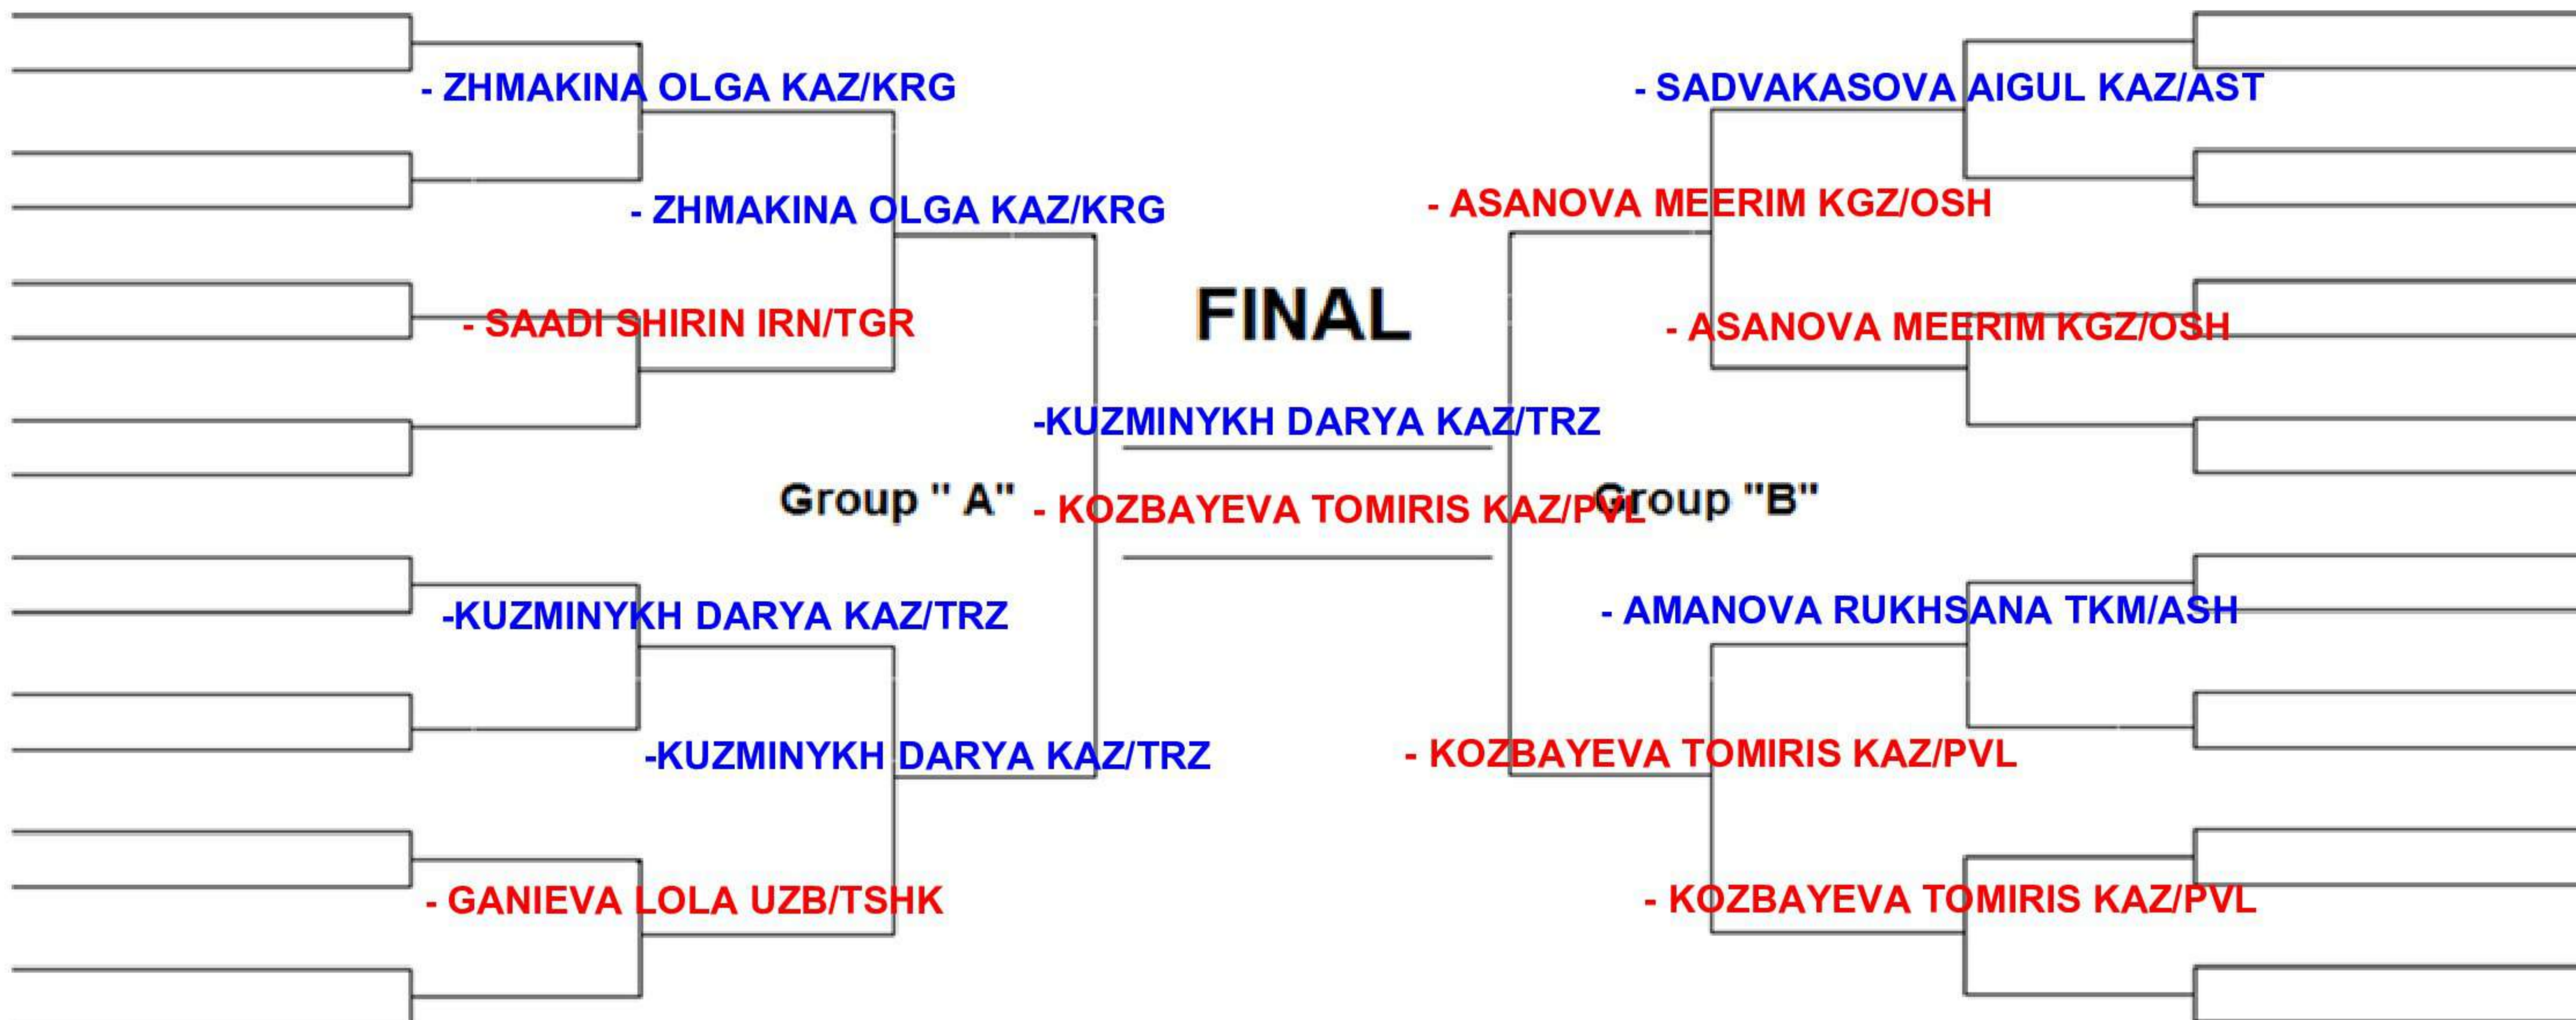 - ZHMAKINA OLGA KAZ/KRG
- SADVAKASOVA AIGUL KAZ/AST
- ZHMAKINA OLGA KAZ/KRG
- ASANOVA MEERIM KGZ/OSH
- SAADI SHIRIN IRN/TGR
FINAL
- ASANOVA MEERIM KGZ/OSH
-KUZMINYKH DARYA KAZ/TRZ
Group " A"
- KOZBAYEVA TOMIRIS KAZ/PVL
Group "B"
-KUZMINYKH DARYA KAZ/TRZ
- AMANOVA RUKHSANA TKM/ASH
-KUZMINYKH DARYA KAZ/TRZ
- KOZBAYEVA TOMIRIS KAZ/PVL
- GANIEVA LOLA UZB/TSHK
- KOZBAYEVA TOMIRIS KAZ/PVL